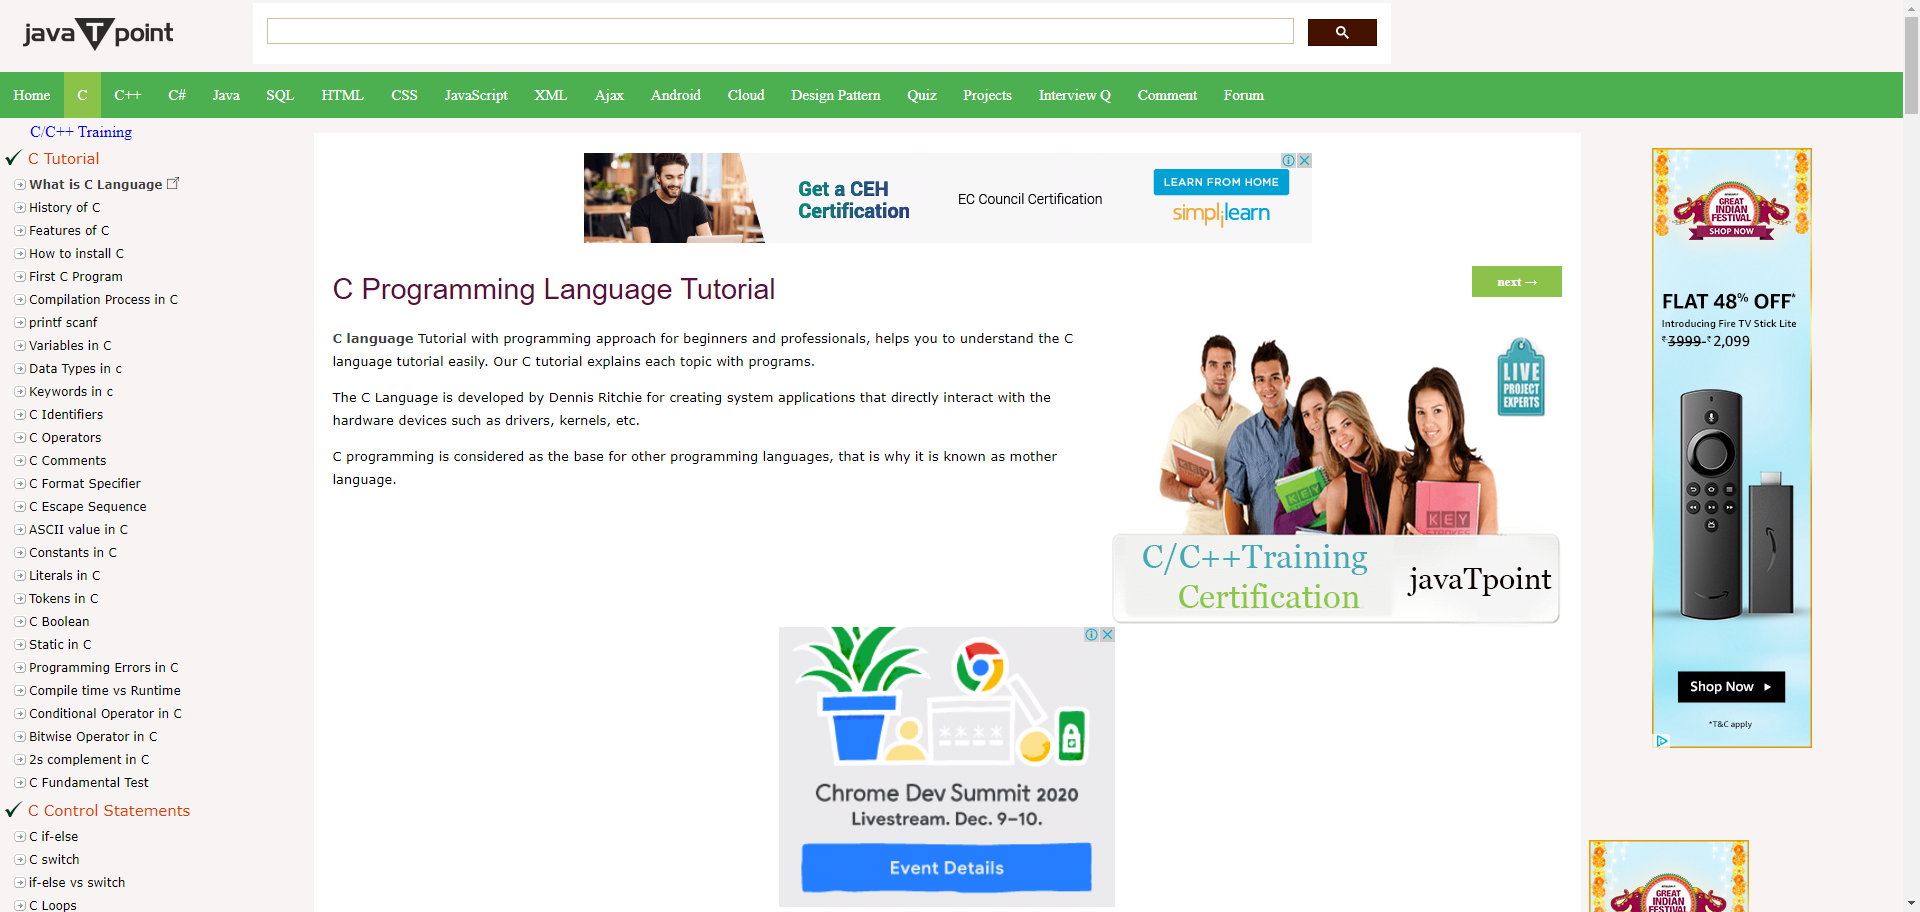 java T point
Home C C++ C# Java SQL HTML CSS JavaScript XML Ajax Android Cloud Design Pattern Quiz Projects Interview Q Comment Forum
C/C++ Training
C Tutorial
What is C Language
History of C
Features of C
How to install C
First C Program
Compilation Process in C
printf scanf
Variables in C
Data Types in c
Keywords in c
C Identifiers
C Operators
C Comments
C Format Specifier
C Escape Sequence
ASCII value in C
Constants in C
Literals in C
Tokens in C
C Boolean
Static in C
Programming Errors in C
Compile time vs Runtime
Conditional Operator in C
Bitwise Operator in C
2s complement in C
C Fundamental Test
C Control Statements
C if-else
C switch
if-else vs switch
C Loops
Get a CEH
Certification
EC Council Certification
LEARN FROM HOME
simplilearn
C Programming Language Tutorial
next →
C language Tutorial with programming approach for beginners and professionals, helps you to understand the C
language tutorial easily. Our C tutorial explains each topic with programs.
The C Language is developed by Dennis Ritchie for creating system applications that directly interact with the
hardware devices such as drivers, kernels, etc.
C programming is considered as the base for other programming languages, that is why it is known as mother
language.
LIVE
PROJECT
EXPERTS
KEY
KEY
STROKES
C/C++Training
Certification
javaTpoint
Chrome Dev Summit 2020
Livestream. Dec. 9-10.
Event Details
GREAT
INDIAN
FESTIVAL
SHOP NOW
FLAT 48% OFF*
Introducing Fire TV Stick Lite
₹3999 ₹2,099
Shop Now
*T&C apply
GREAT
INDIAN
FESTIVAL